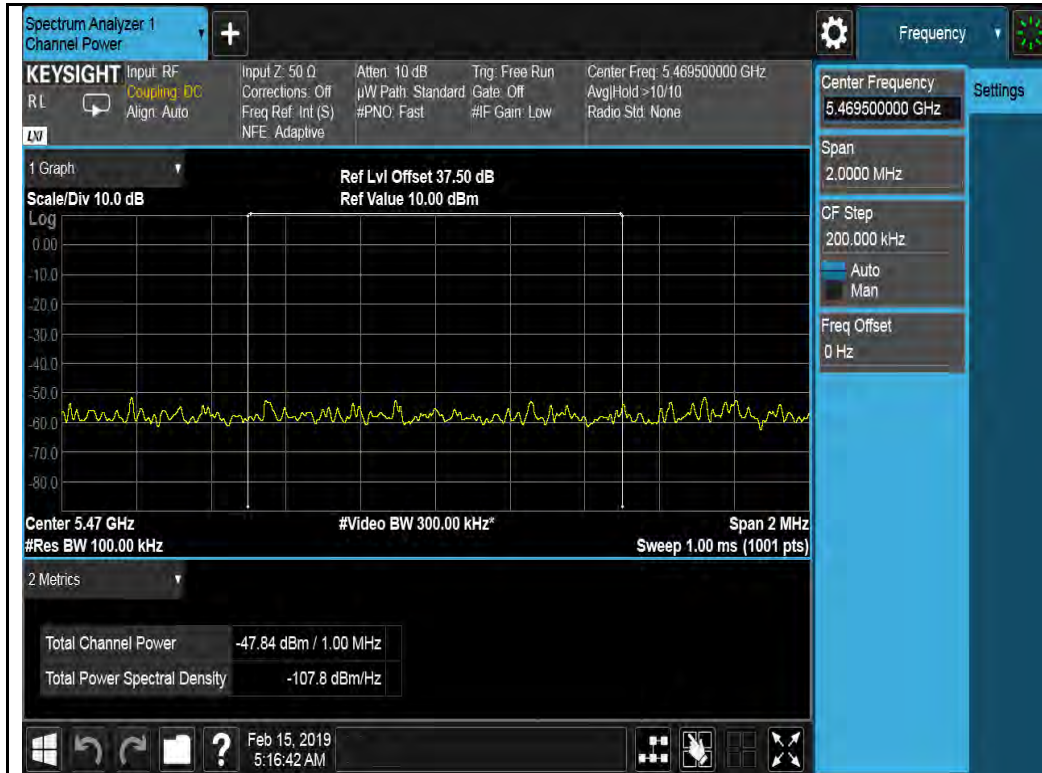 Spectrum Analyzer 1
Channel Power
Frequency
KEYSIGHT
RL
LXI
Input: RF
Coupling: DC
Align: Auto
Input Z: 50 Ω
Corrections: Off
Freq Ref: Int (S)
NFE: Adaptive
Atten: 10 dB
µW Path: Standard
#PNO: Fast
Trig: Free Run
Gate: Off
#IF Gain: Low
Center Freq: 5.469500000 GHz
Avg|Hold >10/10
Radio Std: None
1 Graph
Scale/Div 10.0 dB
Ref Lvl Offset 37.50 dB
Ref Value 10.00 dBm
Log
0.00
-10.0
-20.0
-30.0
-40.0
-50.0
-60.0
-70.0
-80.0
Center 5.47 GHz
#Video BW 300.00 kHz*
Span 2 MHz
#Res BW 100.00 kHz
Sweep 1.00 ms (1001 pts)
2 Metrics
Total Channel Power -47.84 dBm / 1.00 MHz
Total Power Spectral Density -107.8 dBm/Hz
Center Frequency
5.469500000 GHz
Span
2.0000 MHz
CF Step
200.000 kHz
Auto
Man
Freq Offset
0 Hz
Settings
?
Feb 15, 2019
5:16:42 AM